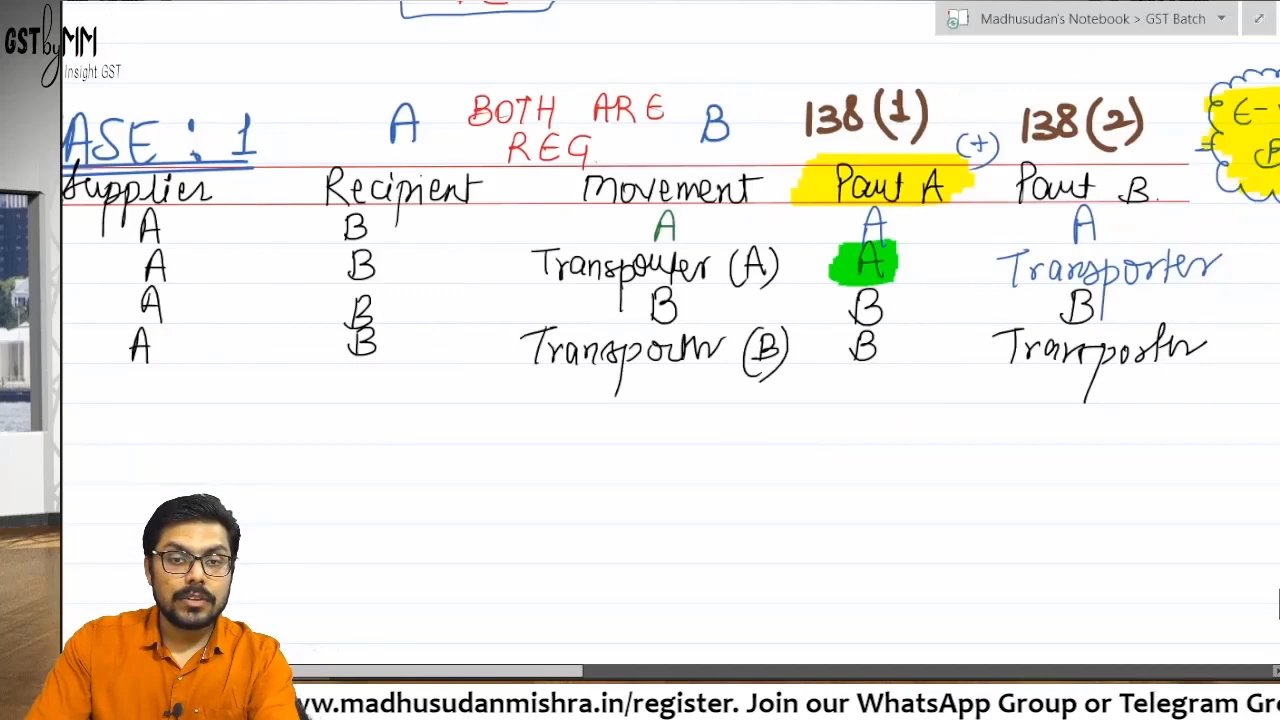 GST by MM
Insight GST
Madhusudan's Notebook > GST Batch
ASE : 1 A BOTH ARE REG. B 138(1) (+) 138(2) =
Supplier Recipient Movement Part A Part B.
A B A A A
A B Transporter (A) A Transporter
A B B B B
A B Transporter (B) B Transporter
ww.madhusudanmishra.in/register. Join our WhatsApp Group or Telegram Gr